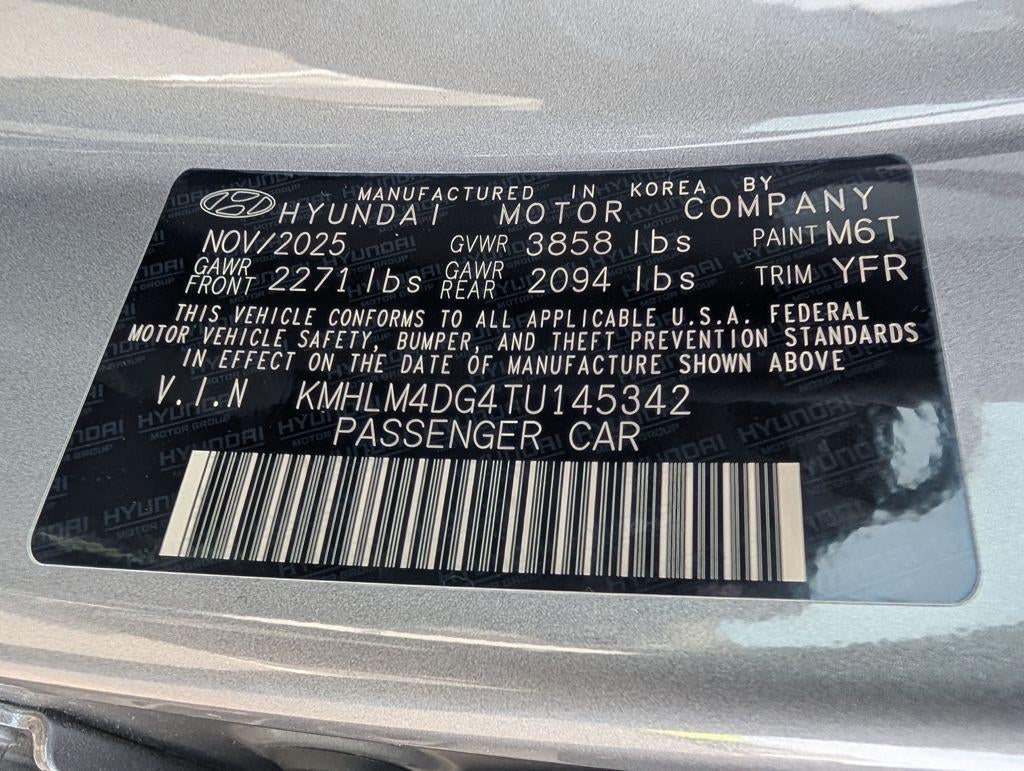 MANUFACTURED IN KOREA BY
HYUNDAI MOTOR COMPANY
NOV/2025 GVWR 3858 lbs PAINT M6T
GAWR FRONT 2271 lbs GAWR REAR 2094 lbs TRIM YFR
THIS VEHICLE CONFORMS TO ALL APPLICABLE U.S.A. FEDERAL
MOTOR VEHICLE SAFETY, BUMPER, AND THEFT PREVENTION STANDARDS
IN EFFECT ON THE DATE OF MANUFACTURE SHOWN ABOVE
V.I.N KMHLM4DG4TU145342
PASSENGER CAR